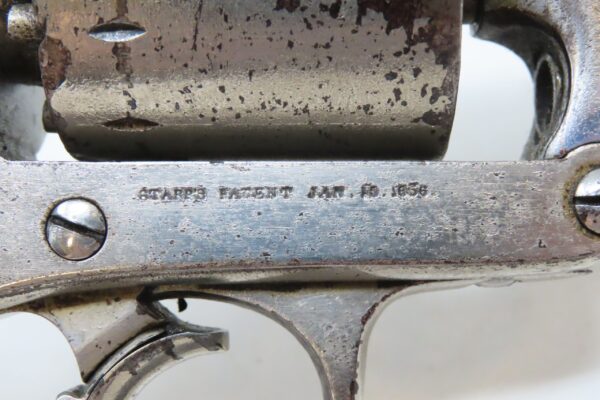 STARR'S PATENT JAN. 15. 1856.